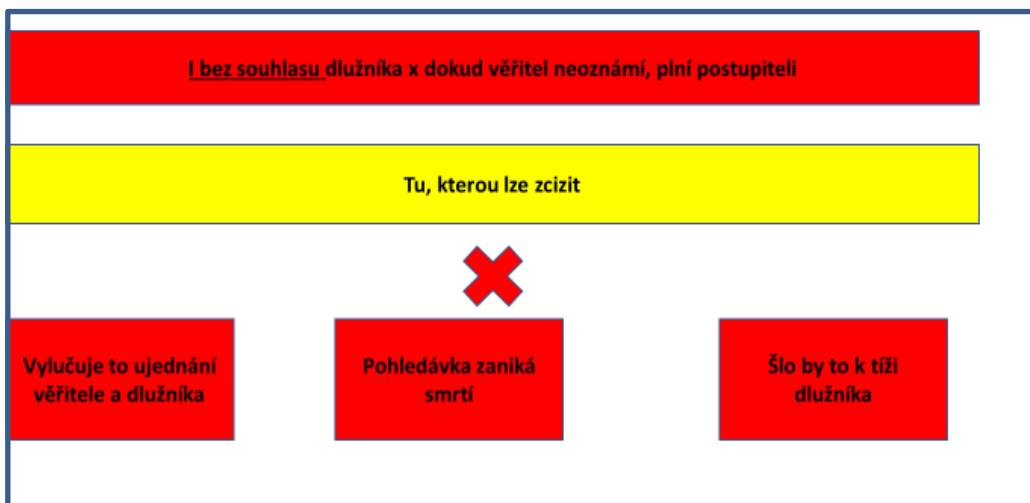 I bez souhlasu dlužníka x dokud věřitel neoznámí, plní postupiteli
Tu, kterou lze zcizit
Vylučuje to ujednání
věřitele a dlužníka
Pohledávka zaniká
smrtí
Šlo by to k tíži
dlužníka